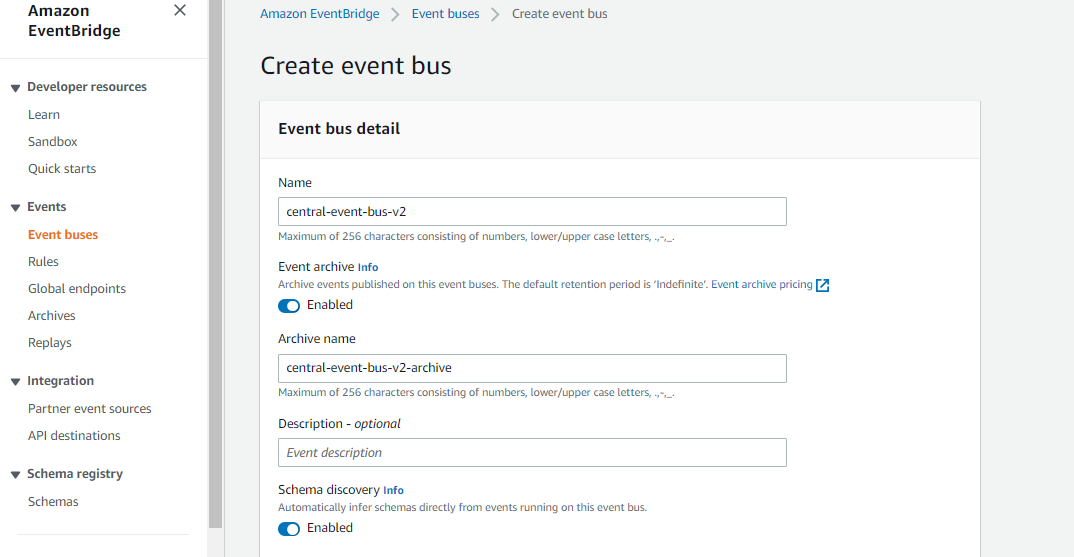 Amazon
EventBridge
Developer resources
Learn
Sandbox
Quick starts
Events
Event buses
Rules
Global endpoints
Archives
Replays
Integration
Partner event sources
API destinations
Schema registry
Schemas
Amazon EventBridge > Event buses > Create event bus
Create event bus
Event bus detail
Name
central-event-bus-v2
Maximum of 256 characters consisting of numbers, lower/upper case letters, .,-,_.
Event archive Info
Archive events published on this event buses. The default retention period is ‘Indefinite’. Event archive pricing
Enabled
Archive name
central-event-bus-v2-archive
Maximum of 256 characters consisting of numbers, lower/upper case letters, .,-,_.
Description - optional
Event description
Schema discovery Info
Automatically infer schemas directly from events running on this event bus.
Enabled